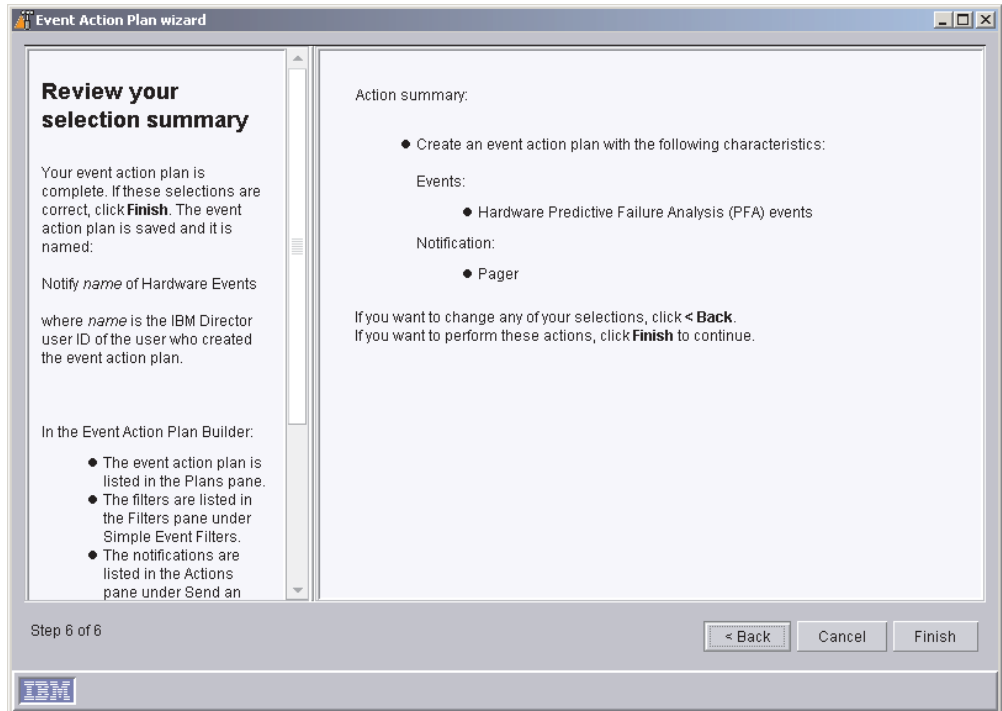 Event Action Plan wizard
Review your
selection summary
Your event action plan is
complete. If these selections are
correct, click Finish. The event
action plan is saved and it is
named:
Notify name of Hardware Events
where name is the IBM Director
user ID of the user who created
the event action plan.
In the Event Action Plan Builder:
● The event action plan is
listed in the Plans pane.
● The filters are listed in
the Filters pane under
Simple Event Filters.
● The notifications are
listed in the Actions
pane under Send an
Action summary:
● Create an event action plan with the following characteristics:
Events:
● Hardware Predictive Failure Analysis (PFA) events
Notification:
● Pager
If you want to change any of your selections, click < Back.
If you want to perform these actions, click Finish to continue.
Step 6 of 6
< Back
Cancel
Finish
IBM